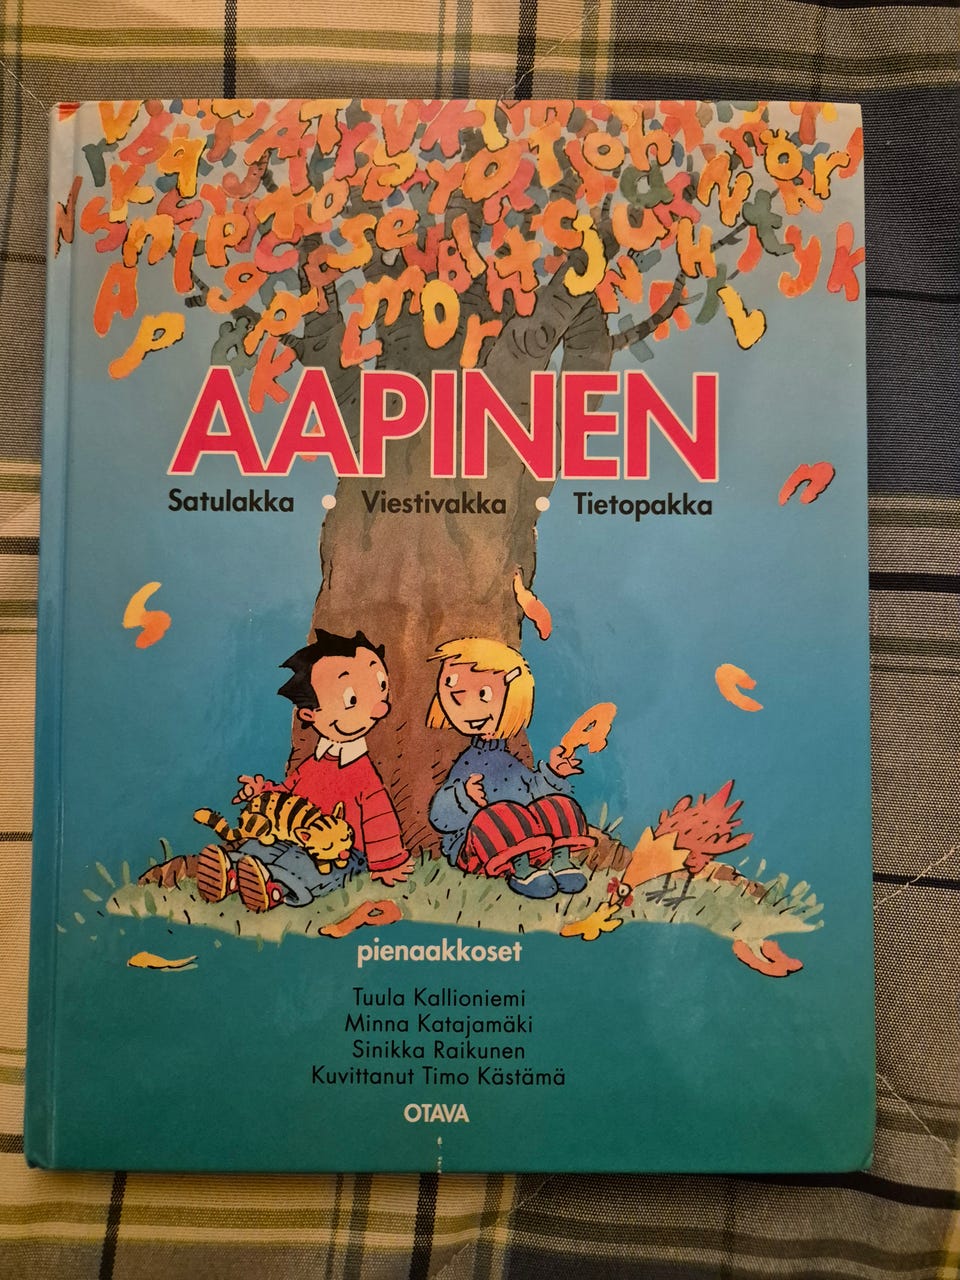 AAPINEN
Satulakka • Viestivakka • Tietopakka
pienaakkoset
Tuula Kallioniemi
Minna Katajamäki
Sinikka Raikunen
Kuvittanut Timo Kästämä
OTAVA